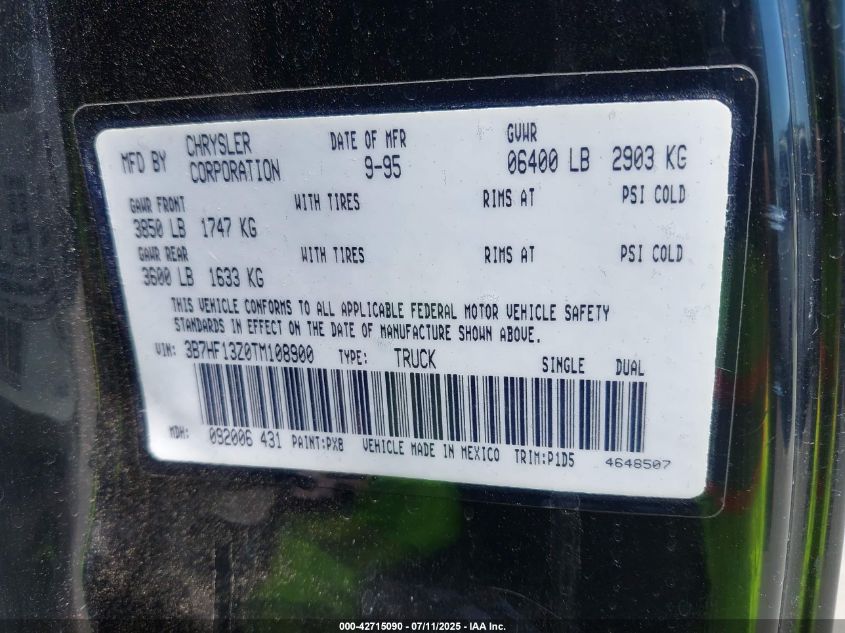 MFD BY CHRYSLER CORPORATION DATE OF MFR 9-95 GVWR 06400 LB 2903 KG
GAWR FRONT WITH TIRES RIMS AT PSI COLD
3850 LB 1747 KG
GAWR REAR WITH TIRES RIMS AT PSI COLD
3600 LB 1633 KG
THIS VEHICLE CONFORMS TO ALL APPLICABLE FEDERAL MOTOR VEHICLE SAFETY
STANDARDS IN EFFECT ON THE DATE OF MANUFACTURE SHOWN ABOVE.
VIN: 3B7HF13Z0TM108900 TYPE: TRUCK SINGLE DUAL
MDH: 092006 431 PAINT:PX8 VEHICLE MADE IN MEXICO TRIM:P1D5 4648507
000-42715090 - 07/11/2025 - IAA Inc.